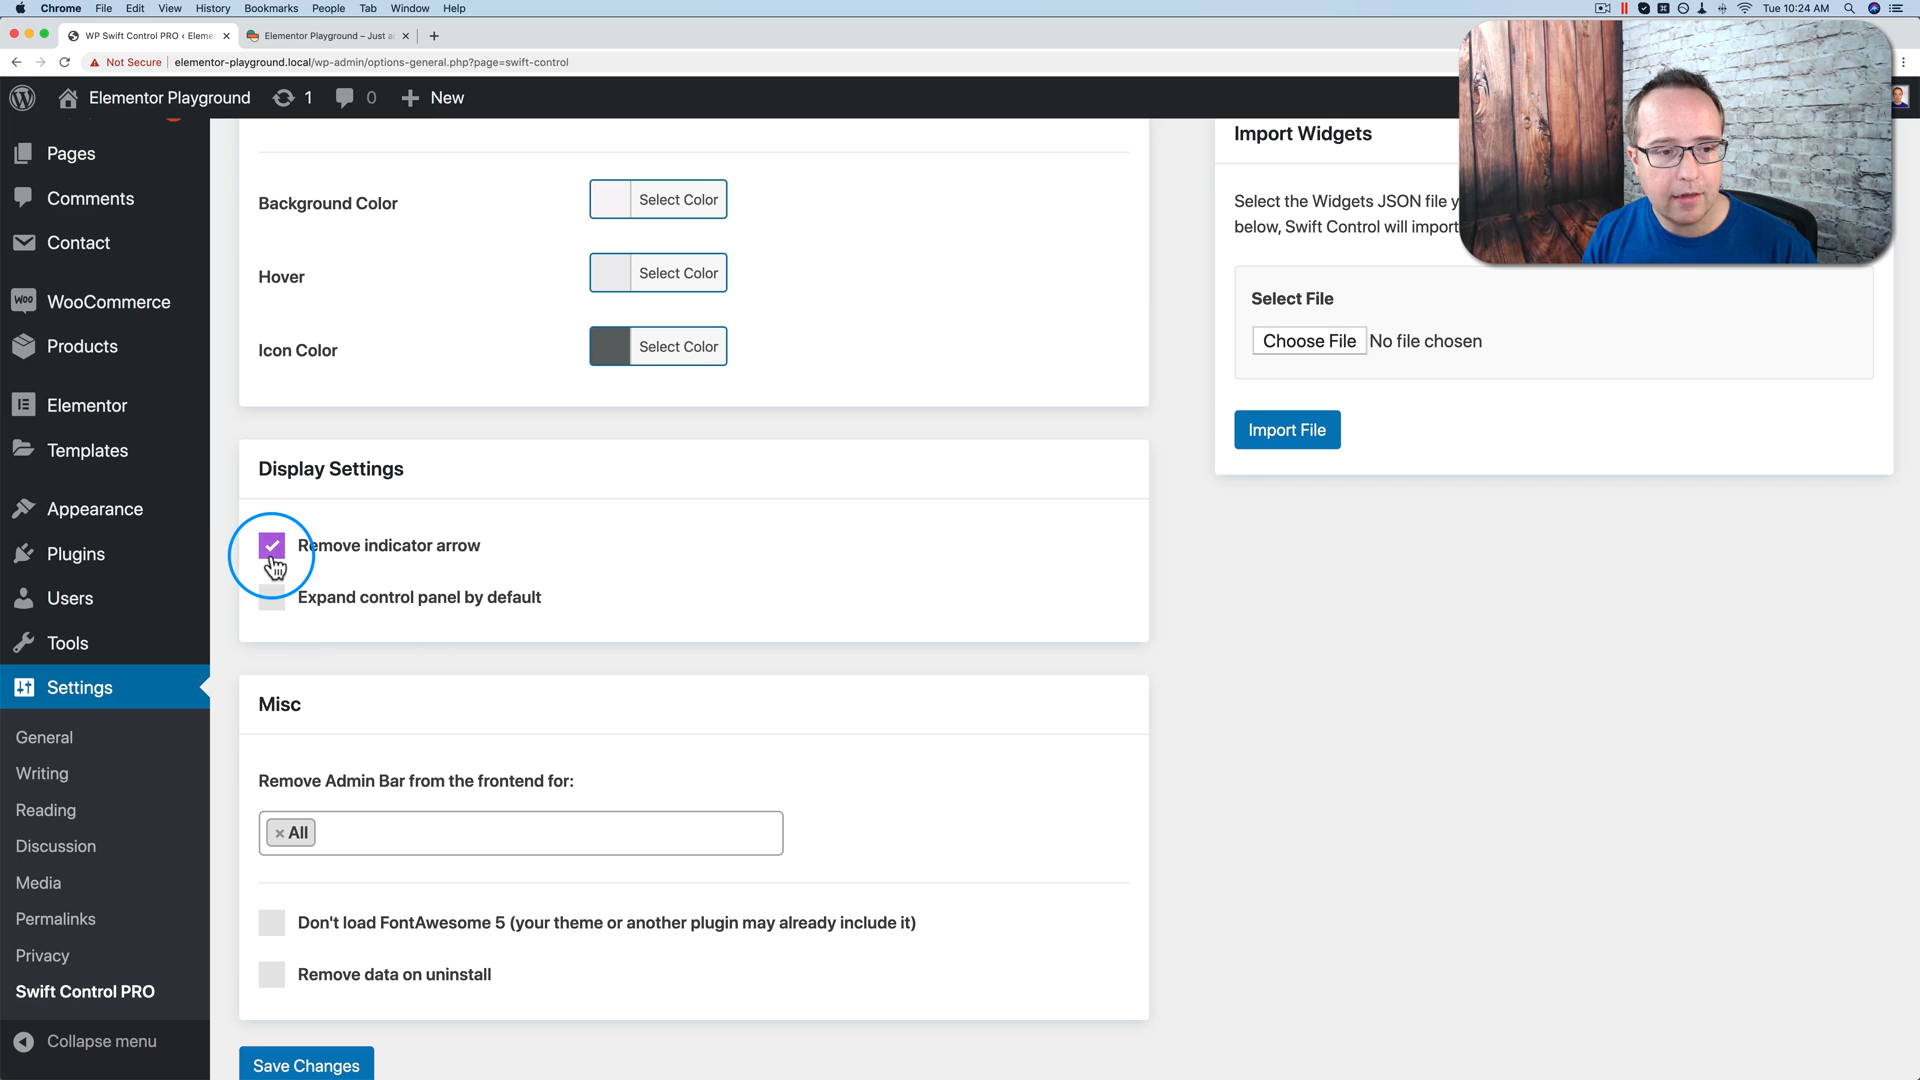 Chrome File Edit View History Bookmarks People Tab Window Help
Tue 10:24 AM
WP Swift Control PRO ‹ Eleme
Elementor Playground – Just a
Not Secure elementor-playground.local/wp-admin/options-general.php?page=swift-control
Elementor Playground 1 0 New
Pages
Comments
Contact
WOO WooCommerce
Products
Elementor
Templates
Appearance
Plugins
Users
Tools
Settings
General
Writing
Reading
Discussion
Media
Permalinks
Privacy
Swift Control PRO
Collapse menu
Background Color Select Color
Hover Select Color
Icon Color Select Color
Display Settings
Remove indicator arrow
Expand control panel by default
Misc
Remove Admin Bar from the frontend for:
× All
Don't load FontAwesome 5 (your theme or another plugin may already include it)
Remove data on uninstall
Save Changes
Import Widgets
Select the Widgets JSON file y
below, Swift Control will import
Select File
Choose File No file chosen
Import File